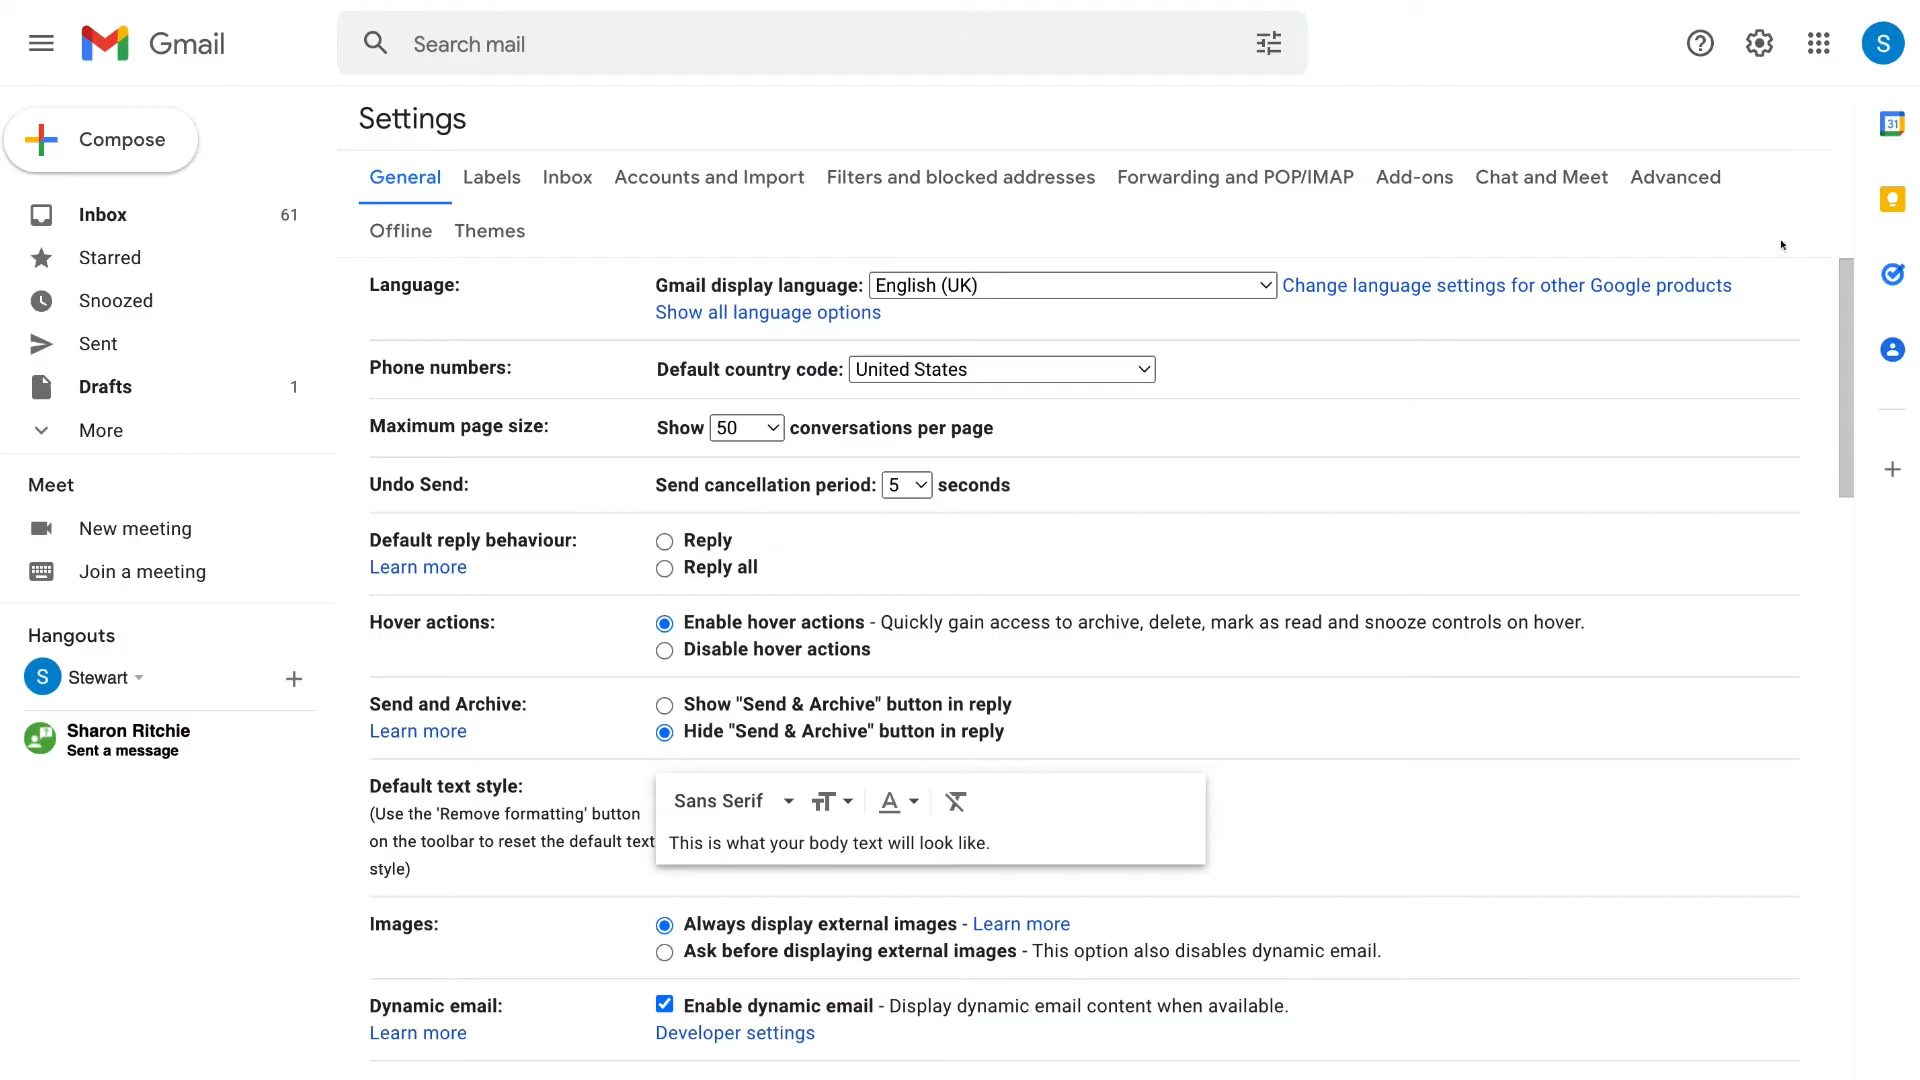 Gmail
Search mail
S
Compose
Inbox 61
Starred
Snoozed
Sent
Drafts 1
More
Meet
New meeting
Join a meeting
Hangouts
S Stewart
Sharon Ritchie
Sent a message
Settings
General Labels Inbox Accounts and Import Filters and blocked addresses Forwarding and POP/IMAP Add-ons Chat and Meet Advanced
Offline Themes
Language: Gmail display language: English (UK) Change language settings for other Google products
Show all language options
Phone numbers: Default country code: United States
Maximum page size: Show 50 conversations per page
Undo Send: Send cancellation period: 5 seconds
Default reply behaviour: Reply
Learn more Reply all
Hover actions: Enable hover actions - Quickly gain access to archive, delete, mark as read and snooze controls on hover.
Disable hover actions
Send and Archive: Show "Send & Archive" button in reply
Learn more Hide "Send & Archive" button in reply
Default text style:
(Use the 'Remove formatting' button
on the toolbar to reset the default text
style)
Sans Serif
This is what your body text will look like.
Images: Always display external images - Learn more
Ask before displaying external images - This option also disables dynamic email.
Dynamic email: Enable dynamic email - Display dynamic email content when available.
Learn more Developer settings
31